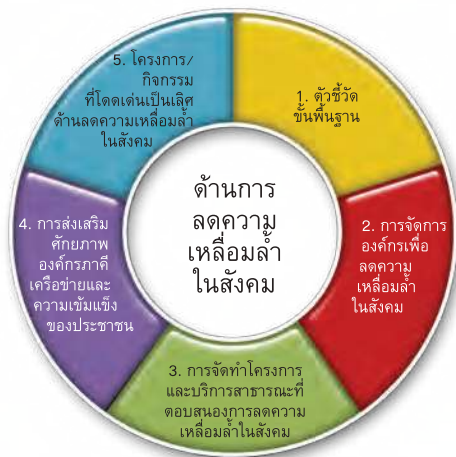 5. โครงการ/
กิจกรรม
ที่โดดเด่นเป็นเลิศ
ด้านลดความเหลื่อมล้ำ
ในสังคม
1. ตัวชี้วัด
ขั้นพื้นฐาน
ด้านการ
ลดความ
เหลื่อมล้ำ
ในสังคม
2. การจัดการ
องค์กรเพื่อ
ลดความ
เหลื่อมล้ำ
ในสังคม
4. การส่งเสริม
ศักยภาพ
องค์กรภาคี
เครือข่ายและ
ความเข้มแข็ง
ของประชาชน
3. การจัดทำโครงการ
และบริการสาธารณะที่
ตอบสนองการลดความ
เหลื่อมล้ำในสังคม